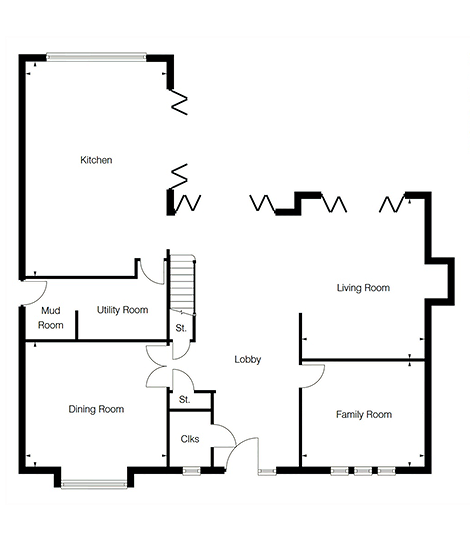 Kitchen
Living Room
Mud
Room
Utility Room
St.
Lobby
St.
Dining Room
Family Room
Clks